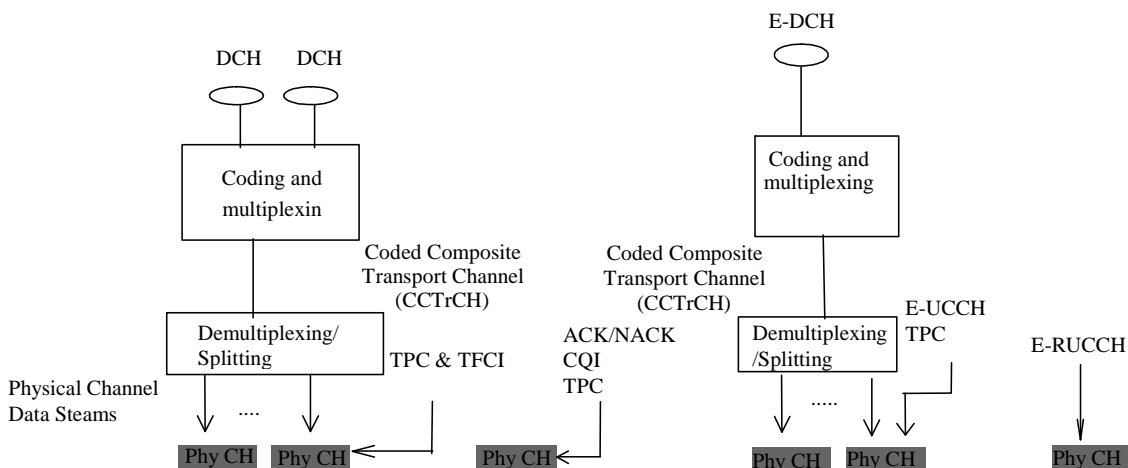 E-DCH
DCH DCH
Coding and
multiplexin
Coding and
multiplexing
Coded Composite
Transport Channel
(CCTrCH)
Coded Composite
Transport Channel
(CCTrCH)
Demultiplexing/
Splitting
TPC & TFCI
ACK/NACK
CQI
TPC
Demultiplexing
/Splitting
E-UCCH
TPC
E-RUCCH
Physical Channel
Data Steams
....
.....
Phy CH Phy CH Phy CH Phy CH Phy CH Phy CH